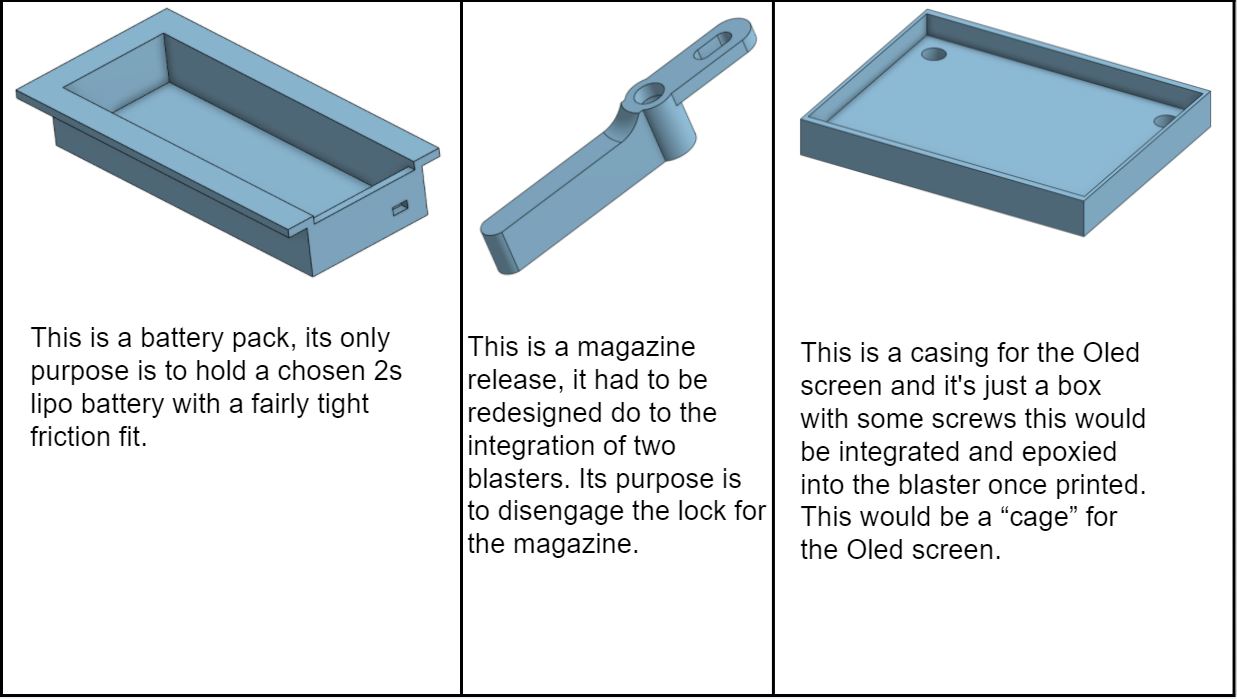 This is a battery pack, its only
purpose is to hold a chosen 2s
lipo battery with a fairly tight
friction fit.
This is a magazine
release, it had to be
redesigned do to the
integration of two
blasters. Its purpose is
to disengage the lock for
the magazine.
This is a casing for the Oled
screen and it's just a box
with some screws this would
be integrated and epoxied
into the blaster once printed.
This would be a “cage” for
the Oled screen.